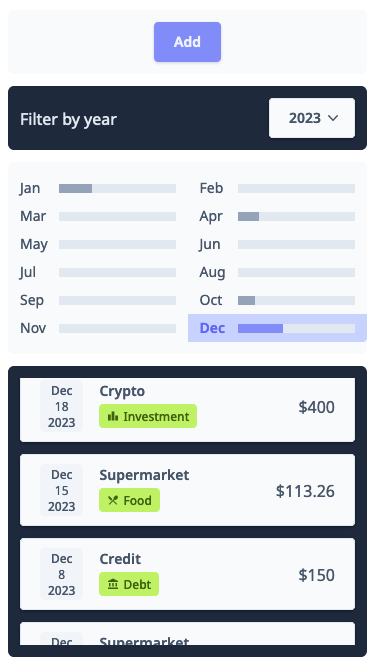 Add
Filter by year
2023
Jan
Feb
Mar
Apr
May
Jun
Jul
Aug
Sep
Oct
Nov
Dec
Dec
18
2023
Crypto
Investment
$400
Dec
15
2023
Supermarket
Food
$113.26
Dec
8
2023
Credit
Debt
$150
Dec
Supermarket